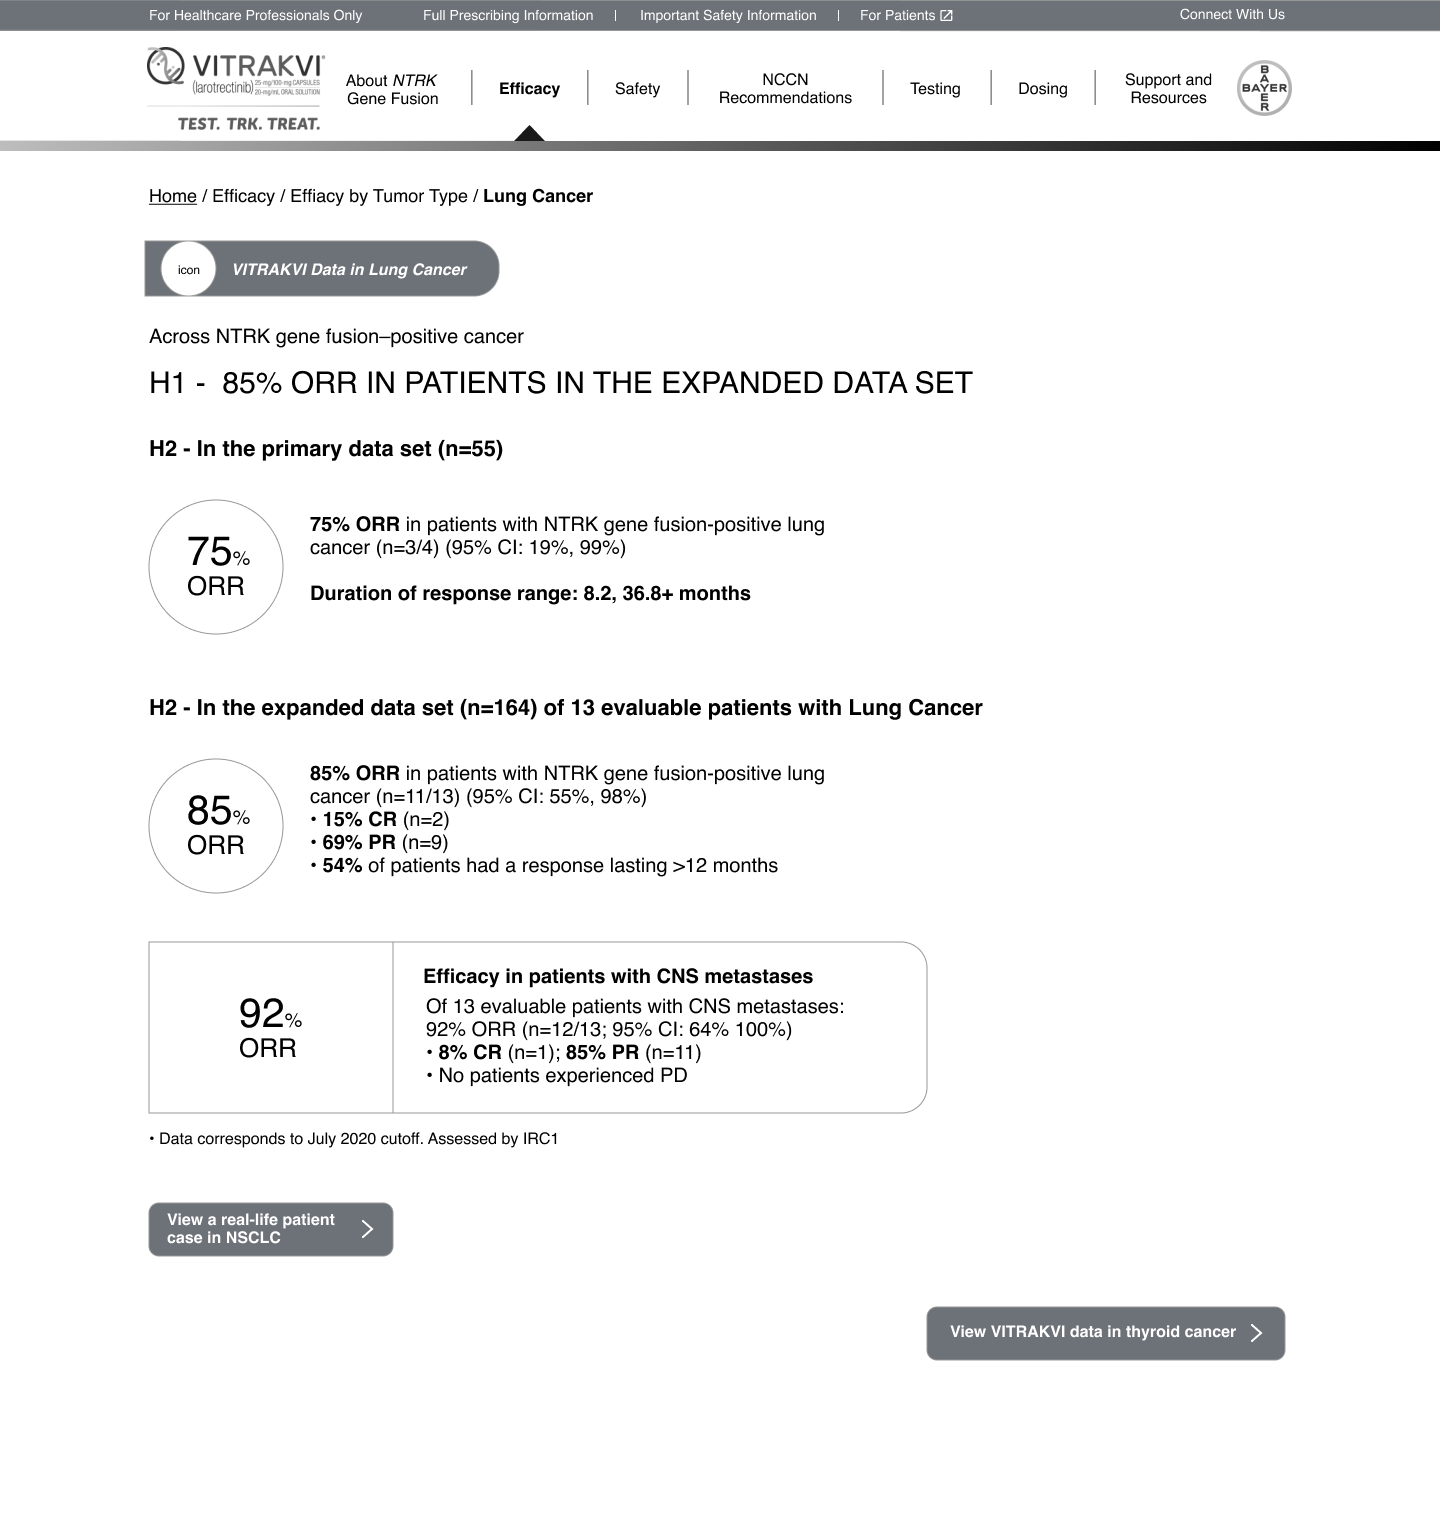 For Healthcare Professionals Only
Full Prescribing Information | Important Safety Information | For Patients
Connect With Us
VITRAKVI®
(larotrectinib) 25 mg/100 mg CAPSULES
20 mg/mL ORAL SOLUTION
TEST. TRK. TREAT.
About NTRK
Gene Fusion
Efficacy
Safety
NCCN
Recommendations
Testing
Dosing
Support and
Resources
BAYER
BAYER
Home / Efficacy / Effiacy by Tumor Type / Lung Cancer
icon
VITRAKVI Data in Lung Cancer
Across NTRK gene fusion–positive cancer
H1 - 85% ORR IN PATIENTS IN THE EXPANDED DATA SET
H2 - In the primary data set (n=55)
75%
ORR
75% ORR in patients with NTRK gene fusion-positive lung
cancer (n=3/4) (95% CI: 19%, 99%)
Duration of response range: 8.2, 36.8+ months
H2 - In the expanded data set (n=164) of 13 evaluable patients with Lung Cancer
85%
ORR
85% ORR in patients with NTRK gene fusion-positive lung
cancer (n=11/13) (95% CI: 55%, 98%)
• 15% CR (n=2)
• 69% PR (n=9)
• 54% of patients had a response lasting >12 months
92%
ORR
Efficacy in patients with CNS metastases
Of 13 evaluable patients with CNS metastases:
92% ORR (n=12/13; 95% CI: 64% 100%)
• 8% CR (n=1); 85% PR (n=11)
• No patients experienced PD
• Data corresponds to July 2020 cutoff. Assessed by IRC1
View a real-life patient
case in NSCLC
View VITRAKVI data in thyroid cancer